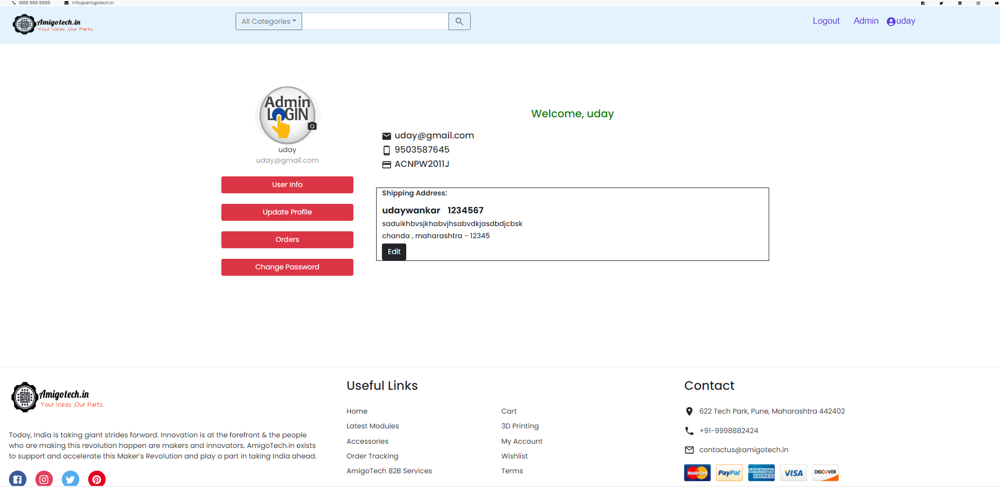 1888 888 8888 info@amigotech.in
Amigotech.in
Your Ideas ,Our Parts.
All Categories
Logout Admin uday
Admin
LOGIN
uday
uday@gmail.com
User Info
Update Profile
Orders
Change Password
Welcome, uday
uday@gmail.com
9503587645
ACNPW2011J
Shipping Address:
udaywankar 1234567
saduikhbvsjkhabvjhsabvdkjasdbdjcbsk
chanda , maharashtra - 12345
Edit
Amigotech.in
Your Ideas ,Our Parts.
Today, India is taking giant strides forward. Innovation is at the forefront & the people
who are making this revolution happen are makers and innovators. AmigoTech.in exists
to support and accelerate this Maker’s Revolution and play a part in taking India ahead.
Useful Links
Home
Latest Modules
Accessories
Order Tracking
AmigoTech B2B Services
Cart
3D Printing
My Account
Wishlist
Terms
Contact
622 Tech Park, Pune, Maharashtra 442402
+91-9998882424
contactus@amigotech.in
MasterCard PayPal AMERICAN EXPRESS VISA DISCOVER